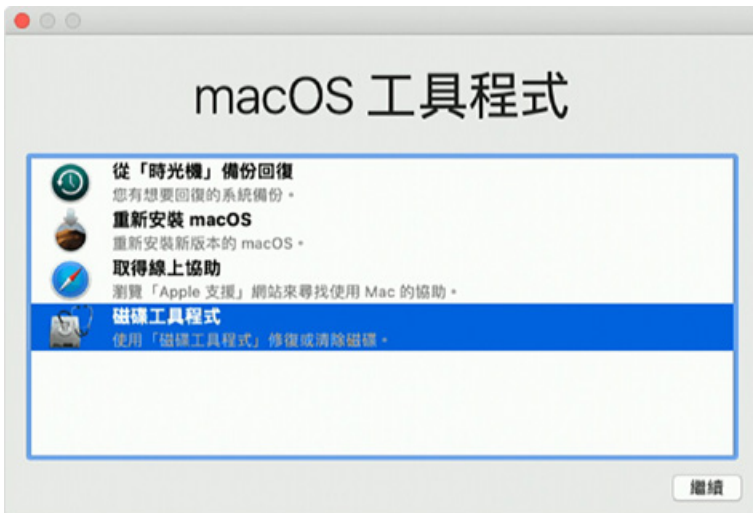 macOS 工具程式
從「時光機」備份回復
您有想要回復的系統備份。
重新安裝 macOS
重新安裝新版本的 macOS。
取得線上協助
瀏覽「Apple 支援」網站來尋找使用 Mac 的協助。
磁碟工具程式
使用「磁碟工具程式」修復或清除磁碟。
繼續